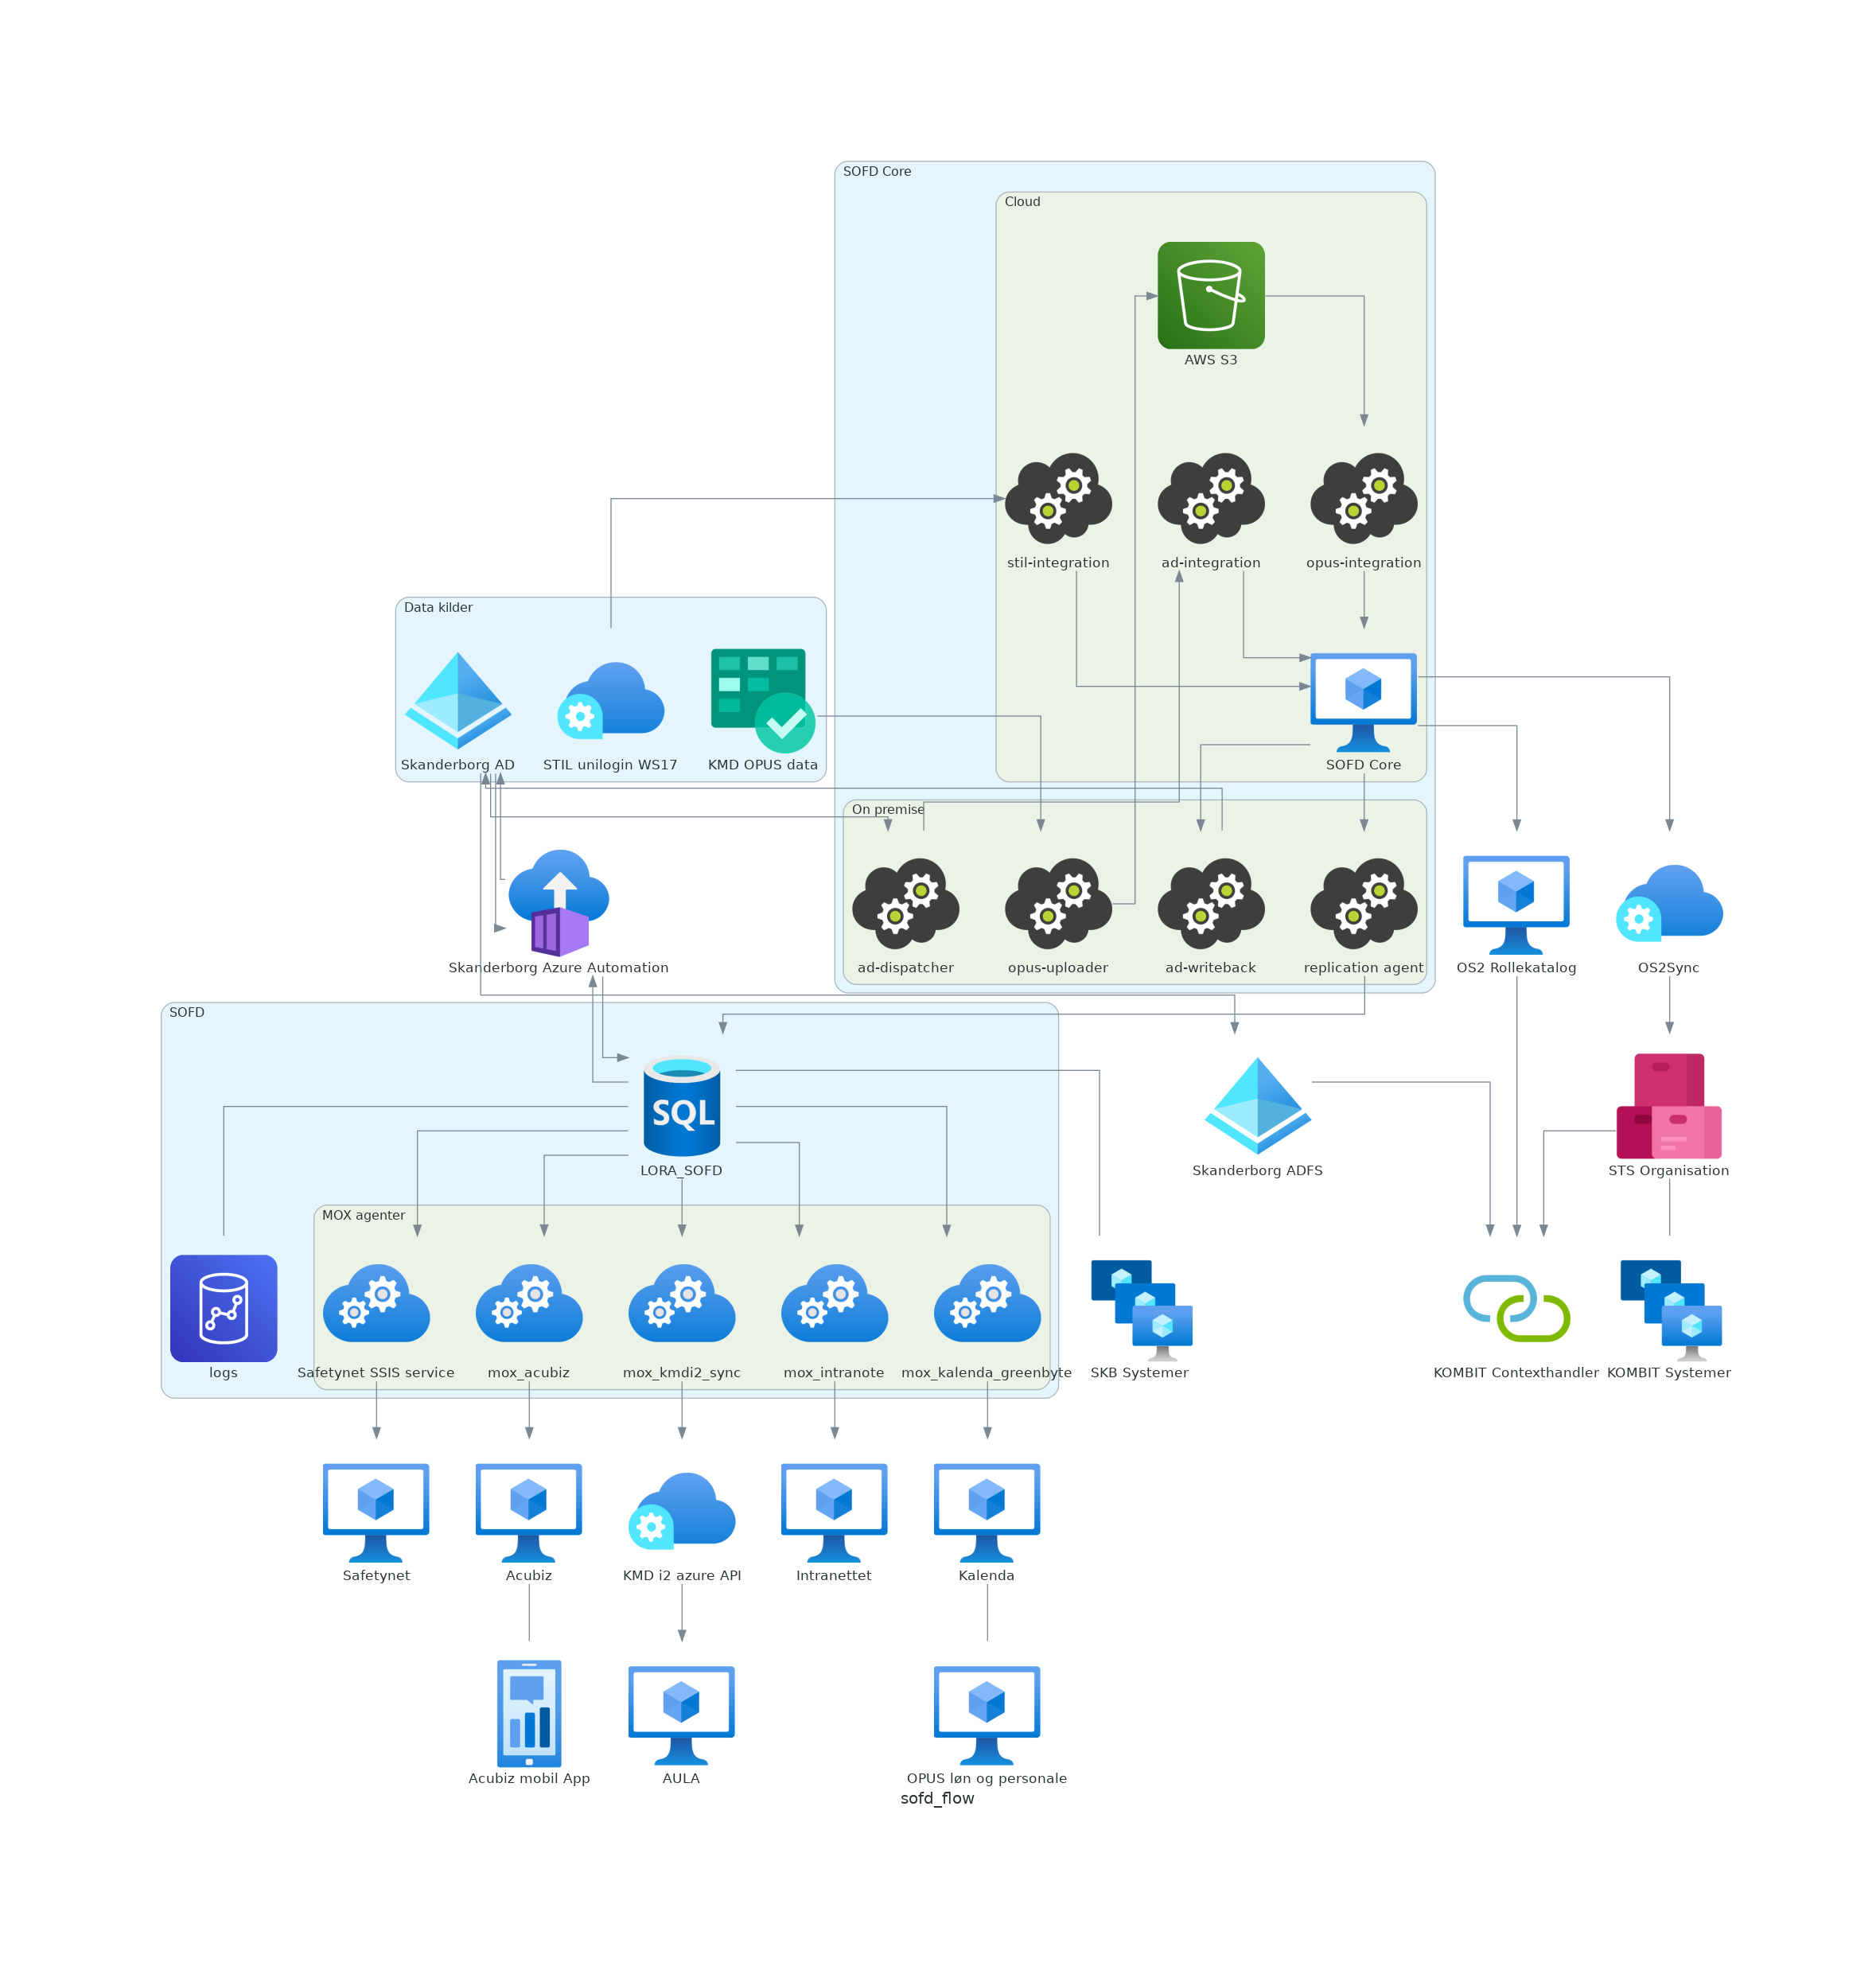 SOFD Core
Cloud
AWS S3
stil-integration
ad-integration
opus-integration
Data kilder
Skanderborg AD
STIL unilogin WS17
KMD OPUS data
SOFD Core
On premise
ad-dispatcher
opus-uploader
ad-writeback
replication agent
Skanderborg Azure Automation
OS2 Rollekatalog
OS2Sync
SOFD
SQL
LORA_SOFD
Skanderborg ADFS
STS Organisation
MOX agenter
logs
Safetynet SSIS service
mox_acubiz
mox_kmdi2_sync
mox_intranote
mox_kalenda_greenbyte
SKB Systemer
KOMBIT Contexthandler
KOMBIT Systemer
Safetynet
Acubiz
KMD i2 azure API
Intranettet
Kalenda
Acubiz mobil App
AULA
OPUS løn og personale
sofd_flow